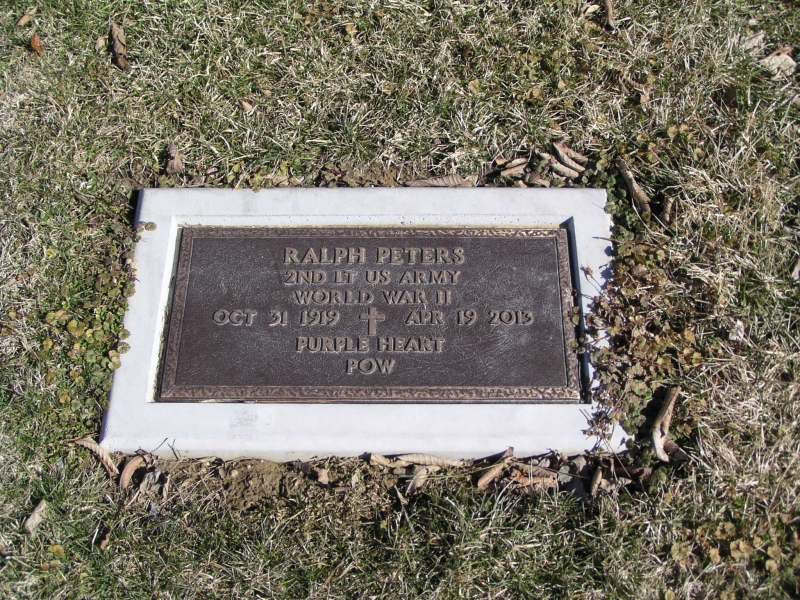 RALPH PETERS
2ND LT US ARMY
WORLD WAR II
OCT 31 1919 APR 19 2013
PURPLE HEART
POW